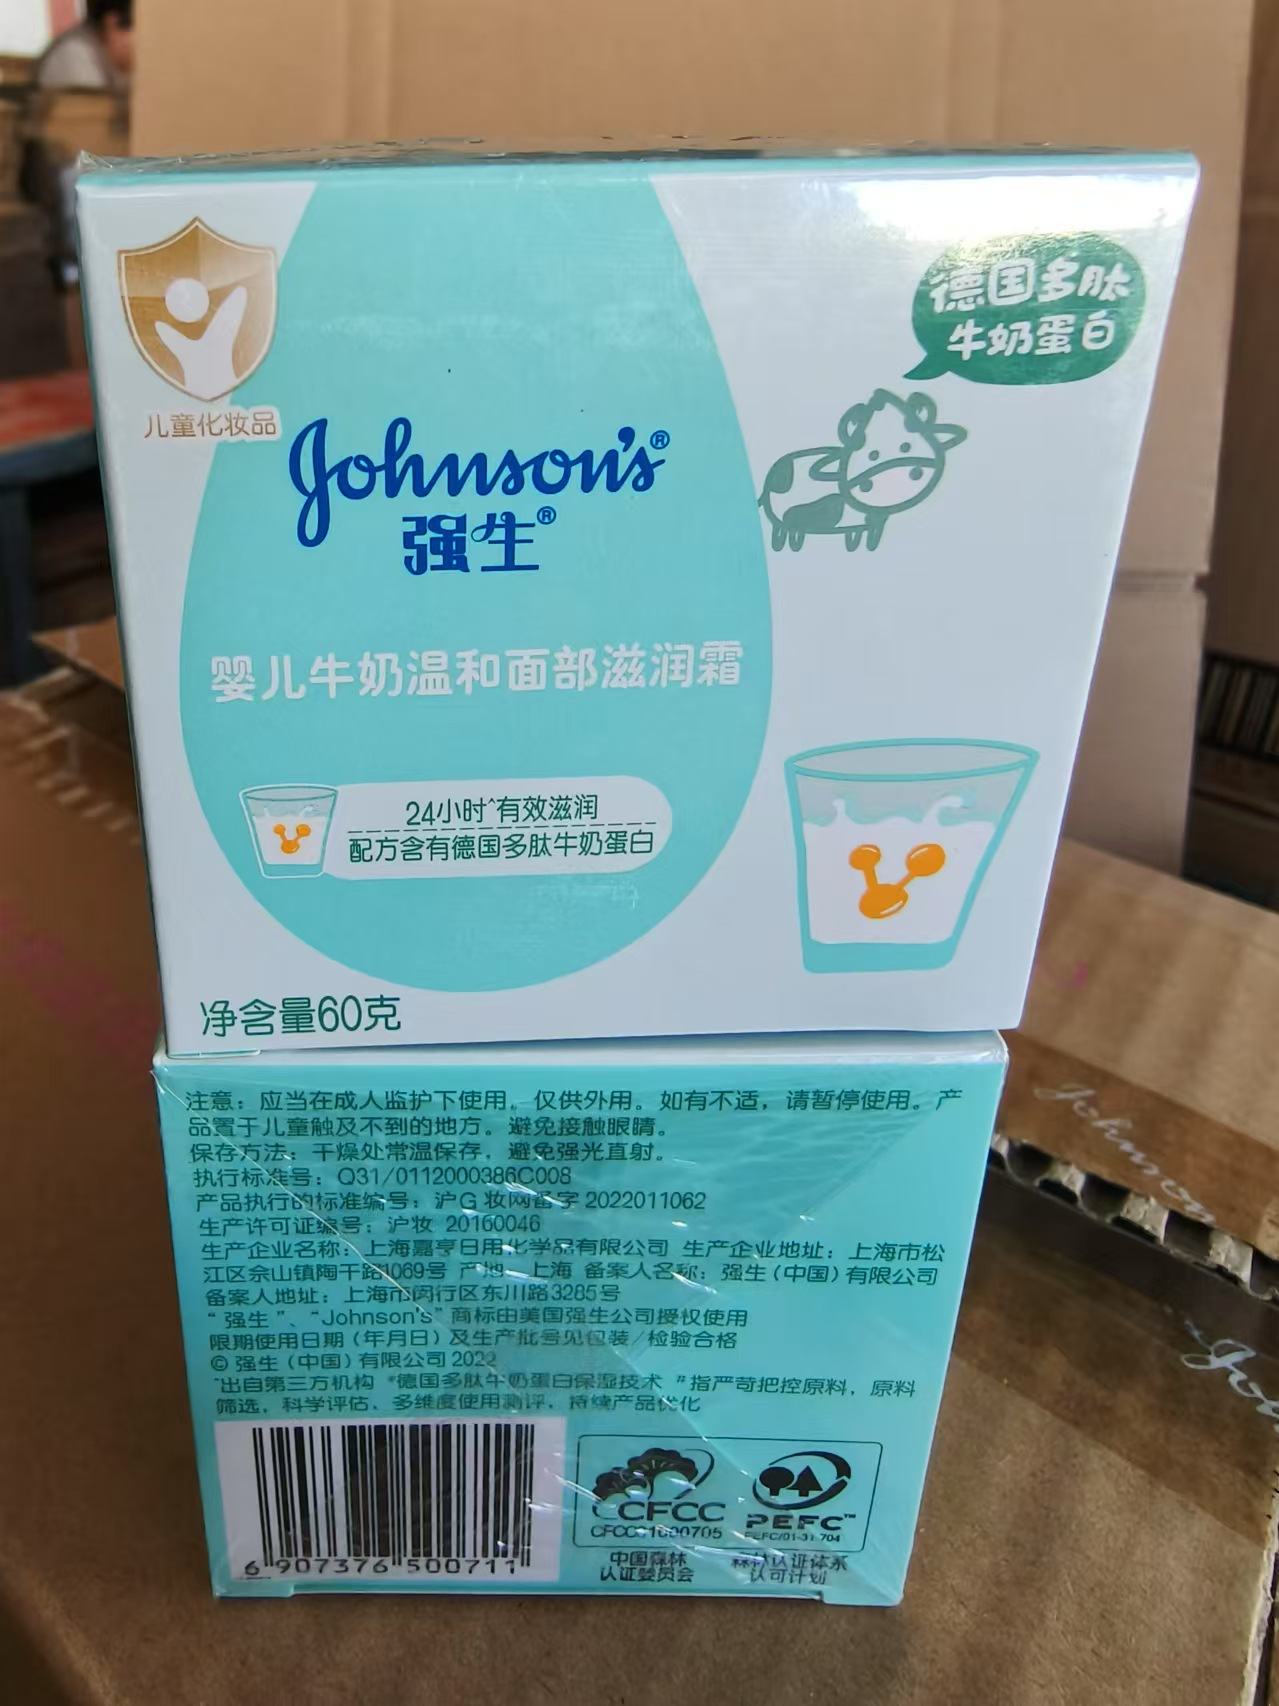 德国多肽
牛奶蛋白
儿童化妆品
Johnson's®
强生®
婴儿牛奶温和面部滋润霜
24小时^有效滋润
配方含有德国多肽牛奶蛋白
净含量60克
注意：应当在成人监护下使用。仅供外用。如有不适，请暂停使用。产
品置于儿童触及不到的地方。避免接触眼睛。
保存方法：干燥处常温保存，避免强光直射。
执行标准号：Q31/0112000386C008
产品执行的标准编号：沪G妆网备字2022011062
生产许可证编号：沪妆 20160046
生产企业名称：上海嘉亨日用化学品有限公司 生产企业地址：上海市松
江区佘山镇陶干路1069号 产地：上海 备案人名称：强生（中国）有限公司
备案人地址：上海市闵行区东川路3285号
“强生”、“Johnson's”商标由美国强生公司授权使用
限期使用日期（年月日）及生产批号见包装/检验合格
© 强生（中国）有限公司 2022
^出自第三方机构 *德国多肽牛奶蛋白保湿技术 "指严苛把控原料，原料
筛选，科学评估、多维度使用测评，持续产品优化
6 907376 500711
CFCC
CFCC01000705
中国森林
认证委员会
PEFC™
PEFC/01-31-704
森林认证体系
认可计划
Johnson